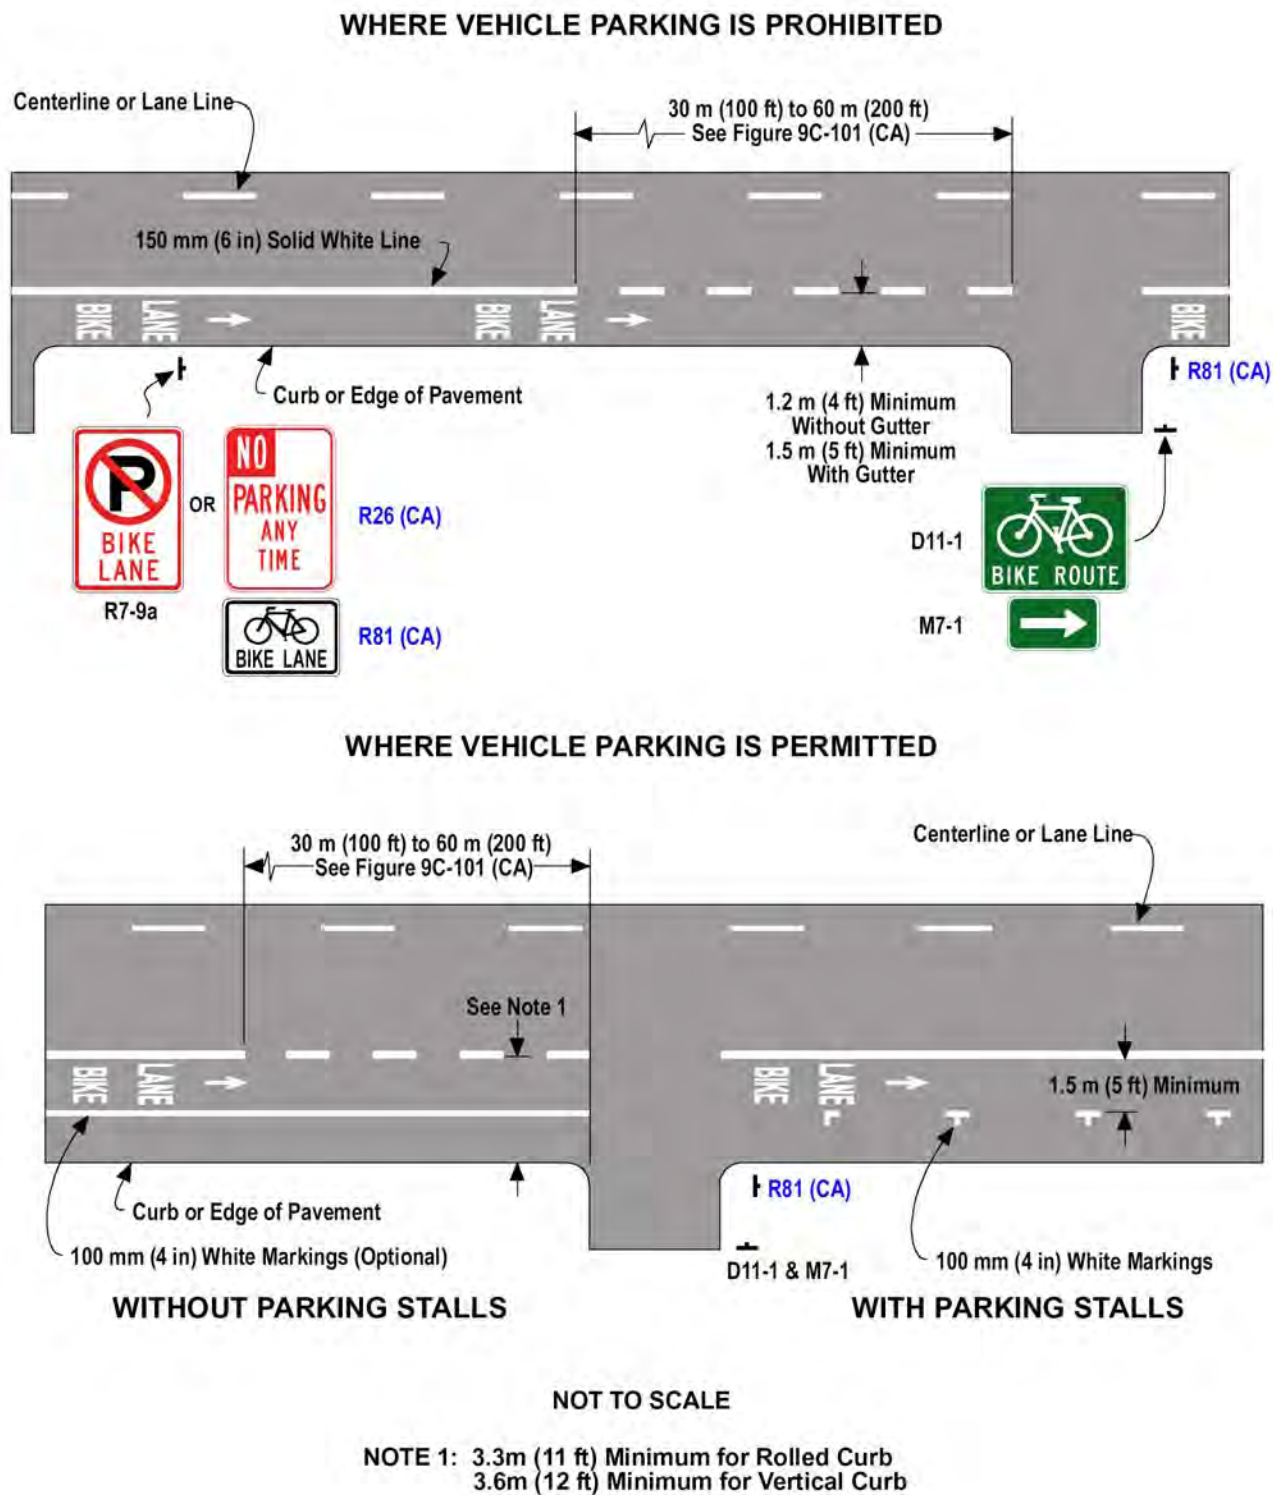 WHERE VEHICLE PARKING IS PROHIBITED
Centerline or Lane Line
30 m (100 ft) to 60 m (200 ft)
See Figure 9C-101 (CA)
150 mm (6 in) Solid White Line
BIKE LANE
BIKE LANE
BIKE
R81 (CA)
Curb or Edge of Pavement
1.2 m (4 ft) Minimum
Without Gutter
1.5 m (5 ft) Minimum
With Gutter
P
BIKE
LANE
R7-9a
OR
NO
PARKING
ANY
TIME
R26 (CA)
BIKE LANE
R81 (CA)
D11-1
BIKE ROUTE
M7-1
WHERE VEHICLE PARKING IS PERMITTED
30 m (100 ft) to 60 m (200 ft)
See Figure 9C-101 (CA)
Centerline or Lane Line
See Note 1
BIKE LANE
BIKE LANE
1.5 m (5 ft) Minimum
R81 (CA)
Curb or Edge of Pavement
100 mm (4 in) White Markings (Optional)
D11-1 & M7-1
100 mm (4 in) White Markings
WITHOUT PARKING STALLS
WITH PARKING STALLS
NOT TO SCALE
NOTE 1: 3.3m (11 ft) Minimum for Rolled Curb
3.6m (12 ft) Minimum for Vertical Curb